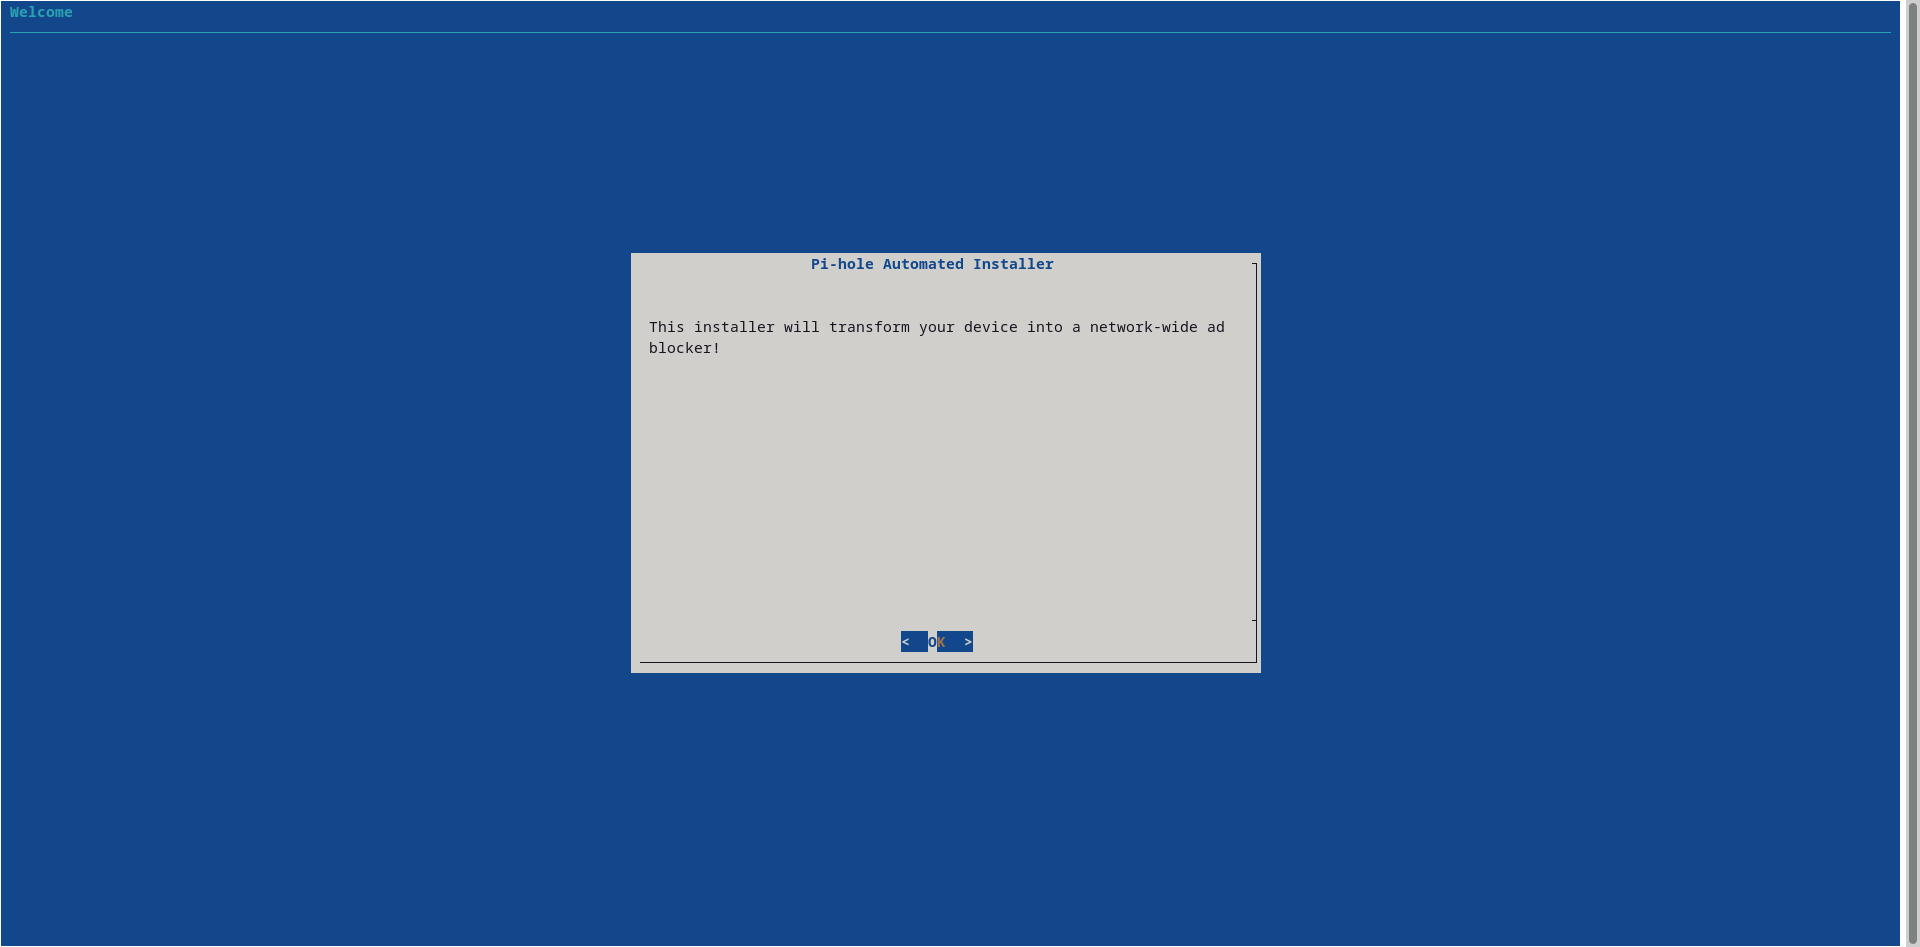 Welcome
Pi-hole Automated Installer
This installer will transform your device into a network-wide ad
blocker!
<  OK  >